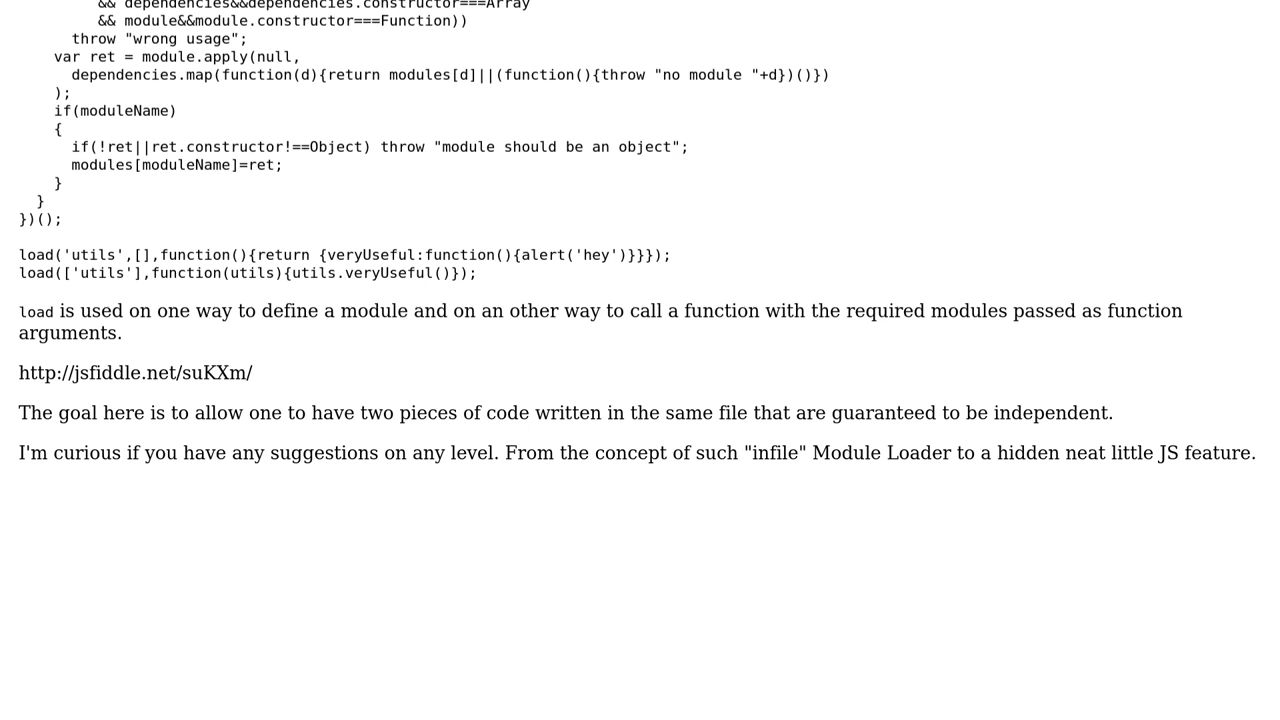 && dependencies&&dependencies.constructor===Array
&& module&&module.constructor===Function))
throw "wrong usage";
var ret = module.apply(null,
dependencies.map(function(d){return modules[d]||(function(){throw "no module "+d})()})
);
if(moduleName)
{
if(!ret||ret.constructor!==Object) throw "module should be an object";
modules[moduleName]=ret;
}
}
})();
load('utils',[],function(){return {veryUseful:function(){alert('hey')}}});
load(['utils'],function(utils){utils.veryUseful()});
load is used on one way to define a module and on an other way to call a function with the required modules passed as function
arguments.
http://jsfiddle.net/suKXm/
The goal here is to allow one to have two pieces of code written in the same file that are guaranteed to be independent.
I'm curious if you have any suggestions on any level. From the concept of such "infile" Module Loader to a hidden neat little JS feature.